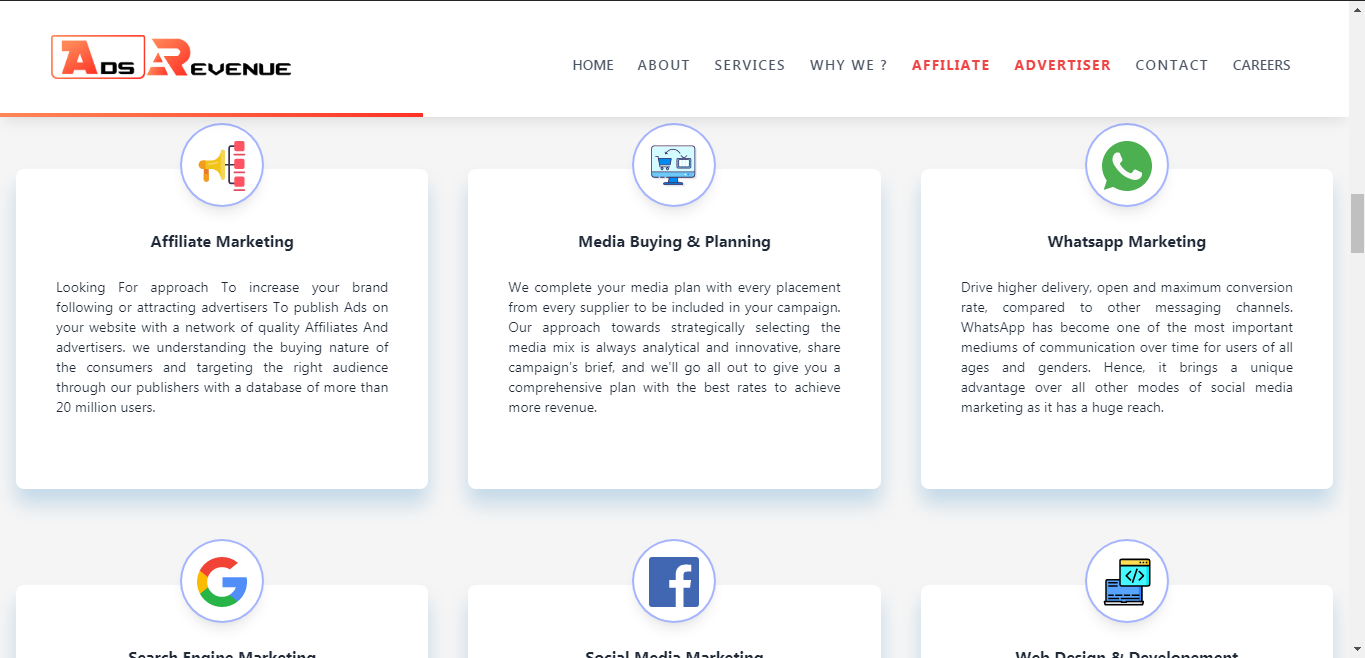 ADS REVENUE
HOME ABOUT SERVICES WHY WE ? AFFILIATE ADVERTISER CONTACT CAREERS
Affiliate Marketing
Looking For approach To increase your brand
following or attracting advertisers To publish Ads on
your website with a network of quality Affiliates And
advertisers. we understanding the buying nature of
the consumers and targeting the right audience
through our publishers with a database of more than
20 million users.
Media Buying & Planning
We complete your media plan with every placement
from every supplier to be included in your campaign.
Our approach towards strategically selecting the
media mix is always analytical and innovative, share
campaign's brief, and we'll go all out to give you a
comprehensive plan with the best rates to achieve
more revenue.
Whatsapp Marketing
Drive higher delivery, open and maximum conversion
rate, compared to other messaging channels.
WhatsApp has become one of the most important
mediums of communication over time for users of all
ages and genders. Hence, it brings a unique
advantage over all other modes of social media
marketing as it has a huge reach.
Search Engine Marketing
Social Media Marketing
Web Design & Developement